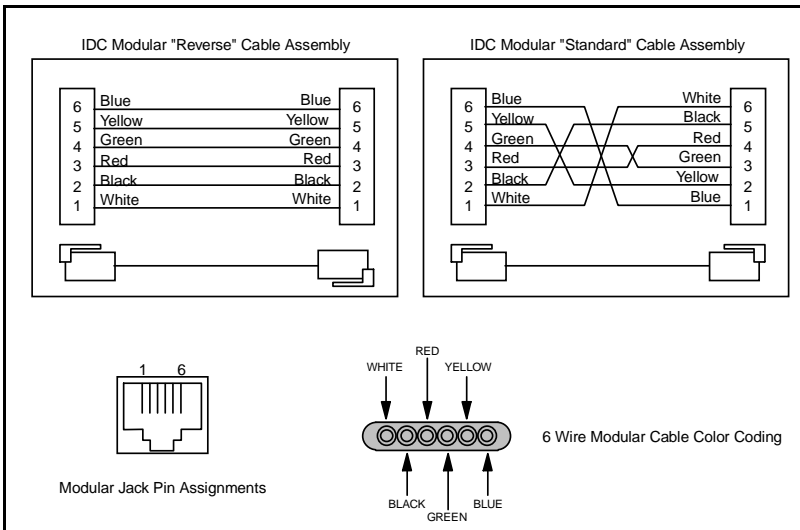 IDC Modular "Reverse" Cable Assembly
6 Blue Blue 6
5 Yellow Yellow 5
4 Green Green 4
3 Red Red 3
2 Black Black 2
1 White White 1
IDC Modular "Standard" Cable Assembly
6 Blue White 6
5 Yellow Black 5
4 Green Red 4
3 Red Green 3
2 Black Yellow 2
1 White Blue 1
1 6
Modular Jack Pin Assignments
RED
WHITE YELLOW
6 Wire Modular Cable Color Coding
BLACK BLUE
GREEN